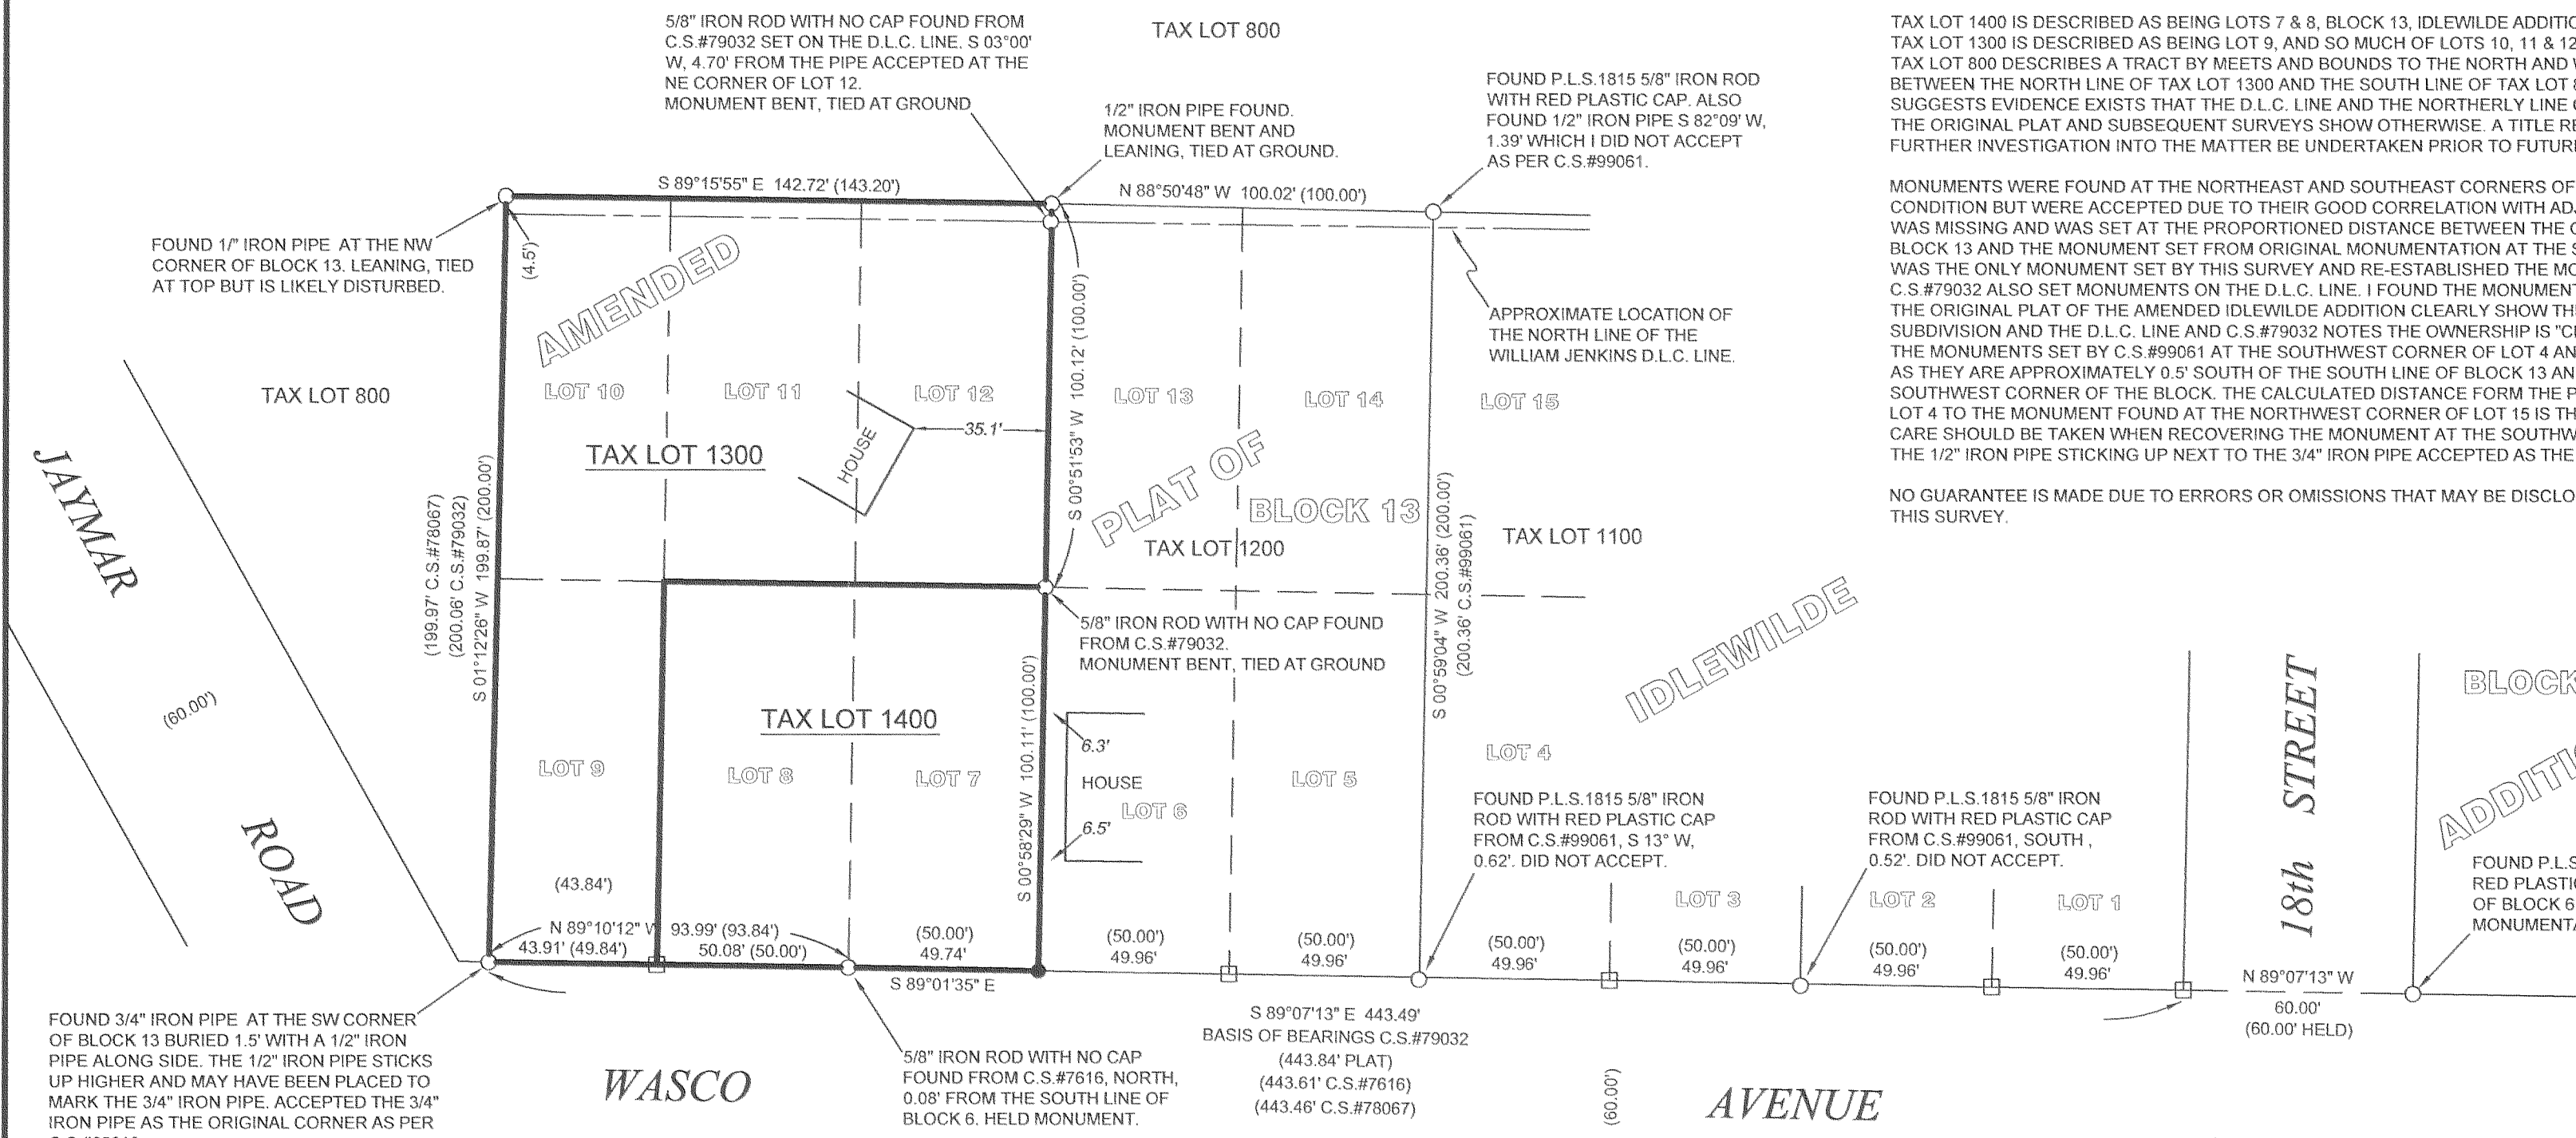 5/8" IRON ROD WITH NO CAP FOUND FROM
C.S.#79032 SET ON THE D.L.C. LINE. S 03°00'
W, 4.70' FROM THE PIPE ACCEPTED AT THE
NE CORNER OF LOT 12.
MONUMENT BENT, TIED AT GROUND
TAX LOT 800
1/2" IRON PIPE FOUND.
MONUMENT BENT AND
LEANING, TIED AT GROUND.
FOUND P.L.S.1815 5/8" IRON ROD
WITH RED PLASTIC CAP. ALSO
FOUND 1/2" IRON PIPE S 82°09' W,
1.39' WHICH I DID NOT ACCEPT
AS PER C.S.#99061.
TAX LOT 1400 IS DESCRIBED AS BEING LOTS 7 & 8, BLOCK 13, IDLEWILDE ADDITIO
TAX LOT 1300 IS DESCRIBED AS BEING LOT 9, AND SO MUCH OF LOTS 10, 11 & 12
TAX LOT 800 DESCRIBES A TRACT BY MEETS AND BOUNDS TO THE NORTH AND
BETWEEN THE NORTH LINE OF TAX LOT 1300 AND THE SOUTH LINE OF TAX LOT
SUGGESTS EVIDENCE EXISTS THAT THE D.L.C. LINE AND THE NORTHERLY LINE
THE ORIGINAL PLAT AND SUBSEQUENT SURVEYS SHOW OTHERWISE. A TITLE RE
FURTHER INVESTIGATION INTO THE MATTER BE UNDERTAKEN PRIOR TO FUTUR
MONUMENTS WERE FOUND AT THE NORTHEAST AND SOUTHEAST CORNERS OF
CONDITION BUT WERE ACCEPTED DUE TO THEIR GOOD CORRELATION WITH AD
WAS MISSING AND WAS SET AT THE PROPORTIONED DISTANCE BETWEEN THE
BLOCK 13 AND THE MONUMENT SET FROM ORIGINAL MONUMENTATION AT THE
WAS THE ONLY MONUMENT SET BY THIS SURVEY AND RE-ESTABLISHED THE MO
C.S.#79032 ALSO SET MONUMENTS ON THE D.L.C. LINE. I FOUND THE MONUMENT
THE ORIGINAL PLAT OF THE AMENDED IDLEWILDE ADDITION CLEARLY SHOW TH
SUBDIVISION AND THE D.L.C. LINE AND C.S.#79032 NOTES THE OWNERSHIP IS "C
THE MONUMENTS SET BY C.S.#99061 AT THE SOUTHWEST CORNER OF LOT 4 AN
AS THEY ARE APPROXIMATELY 0.5' SOUTH OF THE SOUTH LINE OF BLOCK 13 AN
SOUTHWEST CORNER OF THE BLOCK. THE CALCULATED DISTANCE FORM THE P
LOT 4 TO THE MONUMENT FOUND AT THE NORTHWEST CORNER OF LOT 15 IS TH
CARE SHOULD BE TAKEN WHEN RECOVERING THE MONUMENT AT THE SOUTHW
THE 1/2" IRON PIPE STICKING UP NEXT TO THE 3/4" IRON PIPE ACCEPTED AS THE
NO GUARANTEE IS MADE DUE TO ERRORS OR OMISSIONS THAT MAY BE DISCLO
THIS SURVEY.
S 89°15'55" E 142.72' (143.20')
N 88°50'48" W 100.02' (100.00')
FOUND 1/" IRON PIPE AT THE NW
CORNER OF BLOCK 13. LEANING, TIED
AT TOP BUT IS LIKELY DISTURBED.
(4.5')
AMENDED
S 00°51'53" W 100.12' (100.00')
APPROXIMATE LOCATION OF
THE NORTH LINE OF THE
WILLIAM JENKINS D.L.C. LINE.
TAX LOT 800
LOT 10
LOT 11
LOT 12
LOT 13
LOT 14
LOT 15
35.1'
HOUSE
TAX LOT 1300
PLAT OF
BLOCK 13
TAX LOT 1200
TAX LOT 1100
JAYMAR
ROAD
(60.00')
(199.97' C.S.#78067)
(200.06' C.S.#79032)
S 01°12'26" W 199.87' (200.00')
S 00°59'04" W 200.36' (200.00')
(200.36' C.S.#99061)
5/8" IRON ROD WITH NO CAP FOUND
FROM C.S.#79032.
MONUMENT BENT, TIED AT GROUND
IDLEWILDE
TAX LOT 1400
S 00°58'29" W 100.11' (100.00')
6.3'
HOUSE
6.5'
LOT 9
LOT 8
LOT 7
LOT 6
LOT 5
LOT 4
18th STREET
BLOCK
ADDITI
FOUND P.L.S.1815 5/8" IRON
ROD WITH RED PLASTIC CAP
FROM C.S.#99061, S 13° W,
0.62'. DID NOT ACCEPT.
FOUND P.L.S.1815 5/8" IRON
ROD WITH RED PLASTIC CAP
FROM C.S.#99061, SOUTH ,
0.52'. DID NOT ACCEPT.
FOUND P.L.S
RED PLASTI
OF BLOCK 6
MONUMENTA
LOT 3
LOT 2
LOT 1
(43.84')
N 89°10'12" W 93.99' (93.84')
43.91' (49.84')
50.08' (50.00')
(50.00')
49.74'
(50.00')
49.96'
(50.00')
49.96'
(50.00')
49.96'
(50.00')
49.96'
(50.00')
49.96'
(50.00')
49.96'
S 89°01'35" E
N 89°07'13" W
60.00'
(60.00' HELD)
S 89°07'13" E 443.49'
BASIS OF BEARINGS C.S.#79032
(443.84' PLAT)
(443.61' C.S.#7616)
(443.46' C.S.#78067)
FOUND 3/4" IRON PIPE AT THE SW CORNER
OF BLOCK 13 BURIED 1.5' WITH A 1/2" IRON
PIPE ALONG SIDE. THE 1/2" IRON PIPE STICKS
UP HIGHER AND MAY HAVE BEEN PLACED TO
MARK THE 3/4" IRON PIPE. ACCEPTED THE 3/4"
IRON PIPE AS THE ORIGINAL CORNER AS PER
5/8" IRON ROD WITH NO CAP
FOUND FROM C.S.#7616, NORTH,
0.08' FROM THE SOUTH LINE OF
BLOCK 6. HELD MONUMENT.
WASCO
(60.00')
AVENUE